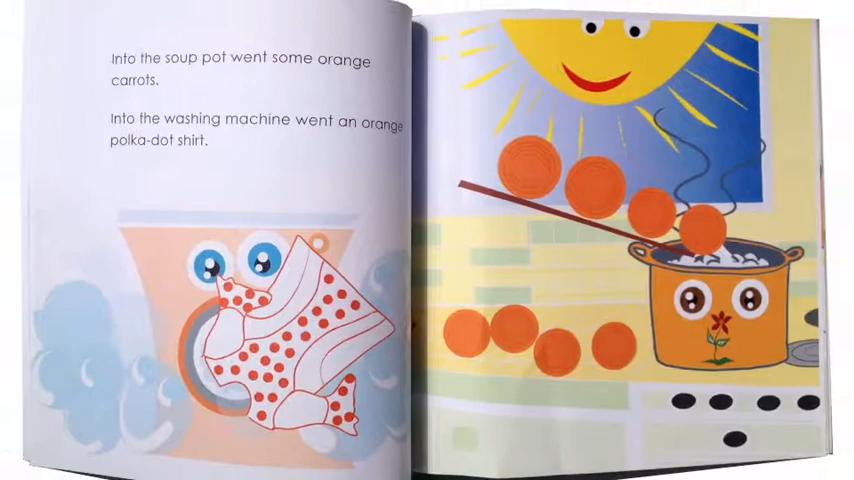 Into the soup pot went some orange
carrots.
Into the washing machine went an orange
polka-dot shirt.